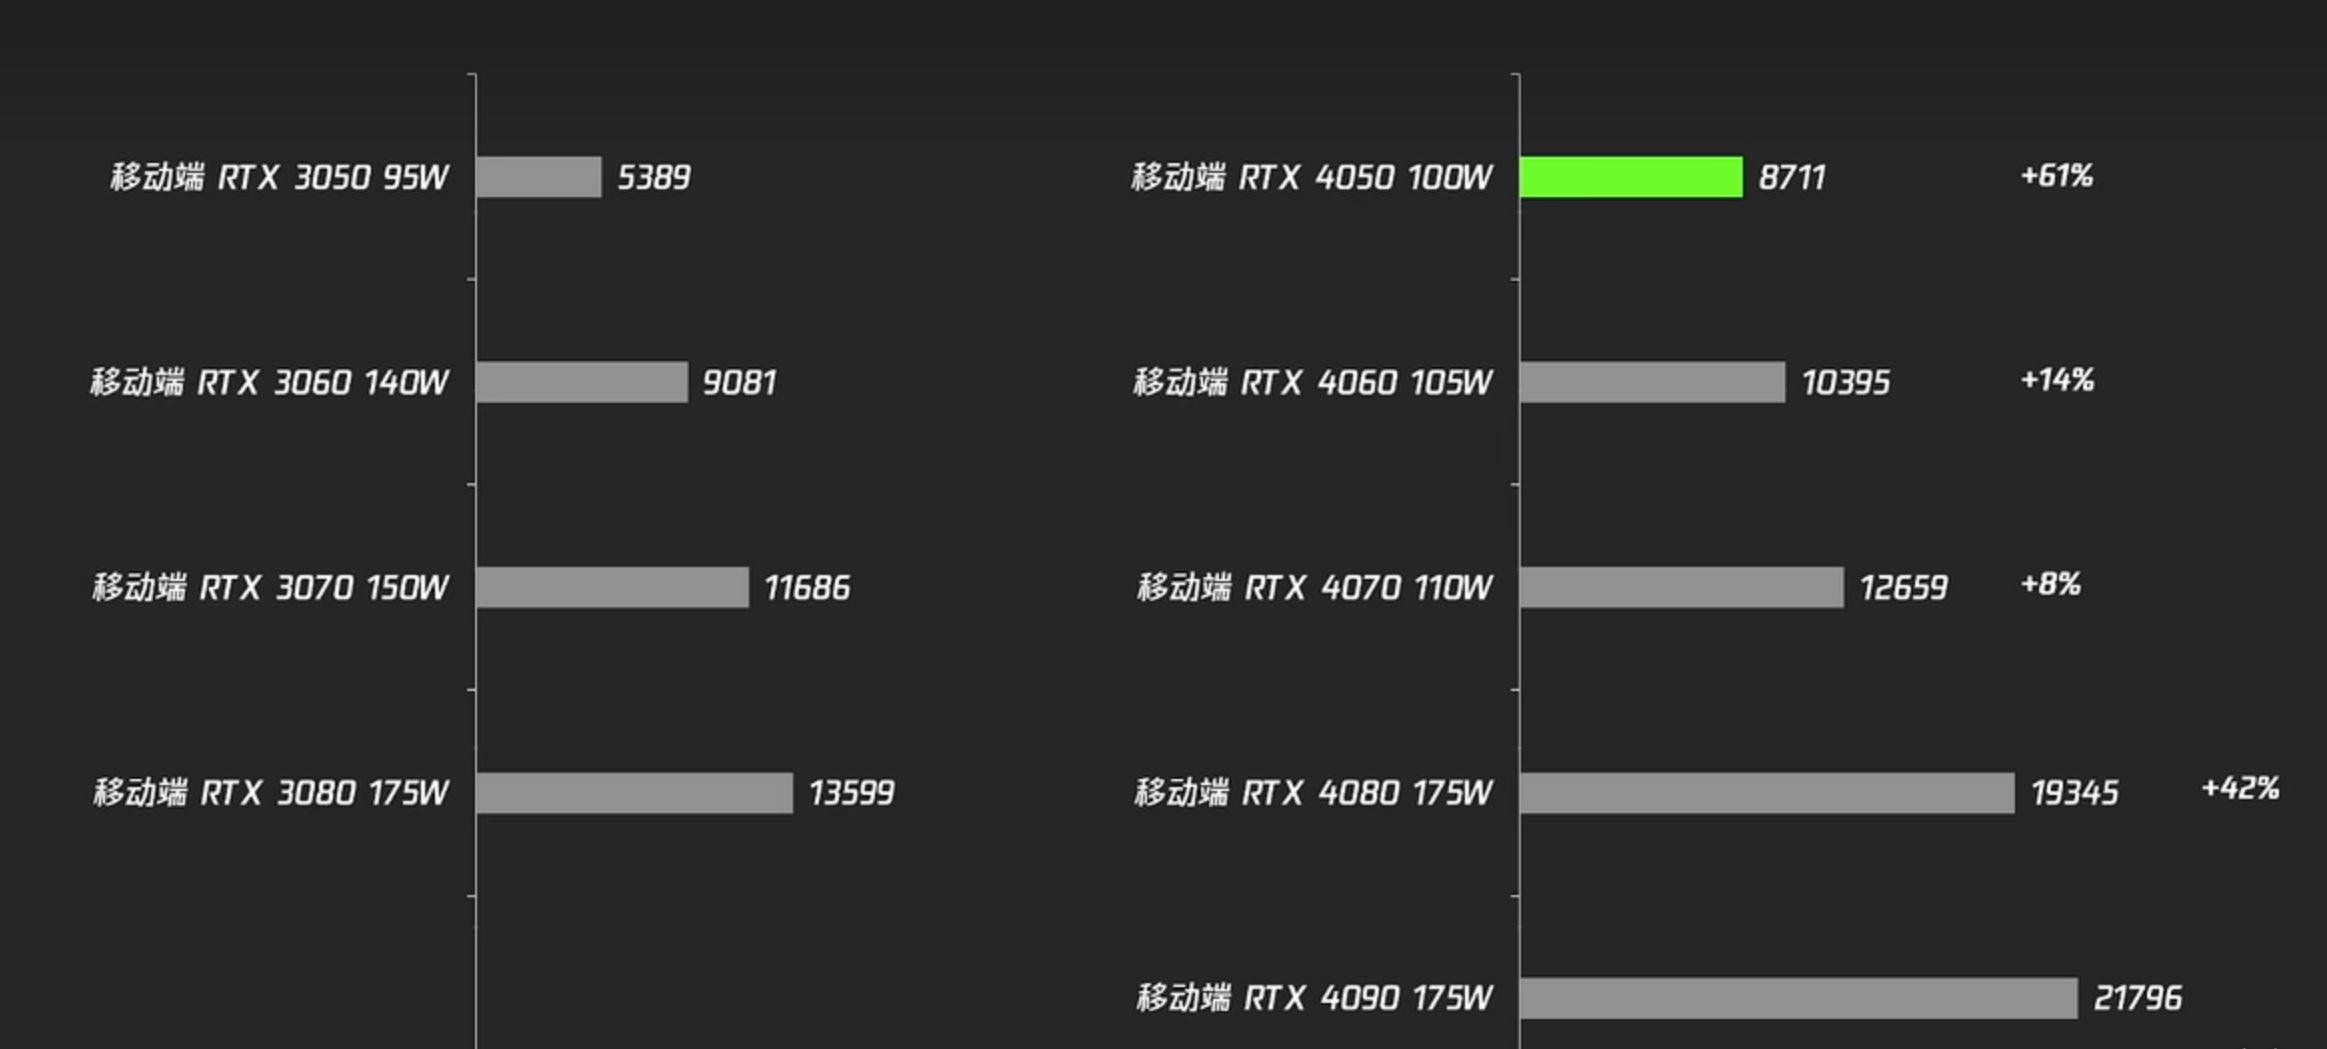 移动端 RTX 3050 95W 5389
移动端 RTX 4050 100W 8711 +61%
移动端 RTX 3060 140W 9081
移动端 RTX 4060 105W 10395 +14%
移动端 RTX 3070 150W 11686
移动端 RTX 4070 110W 12659 +8%
移动端 RTX 3080 175W 13599
移动端 RTX 4080 175W 19345 +42%
移动端 RTX 4090 175W 21796